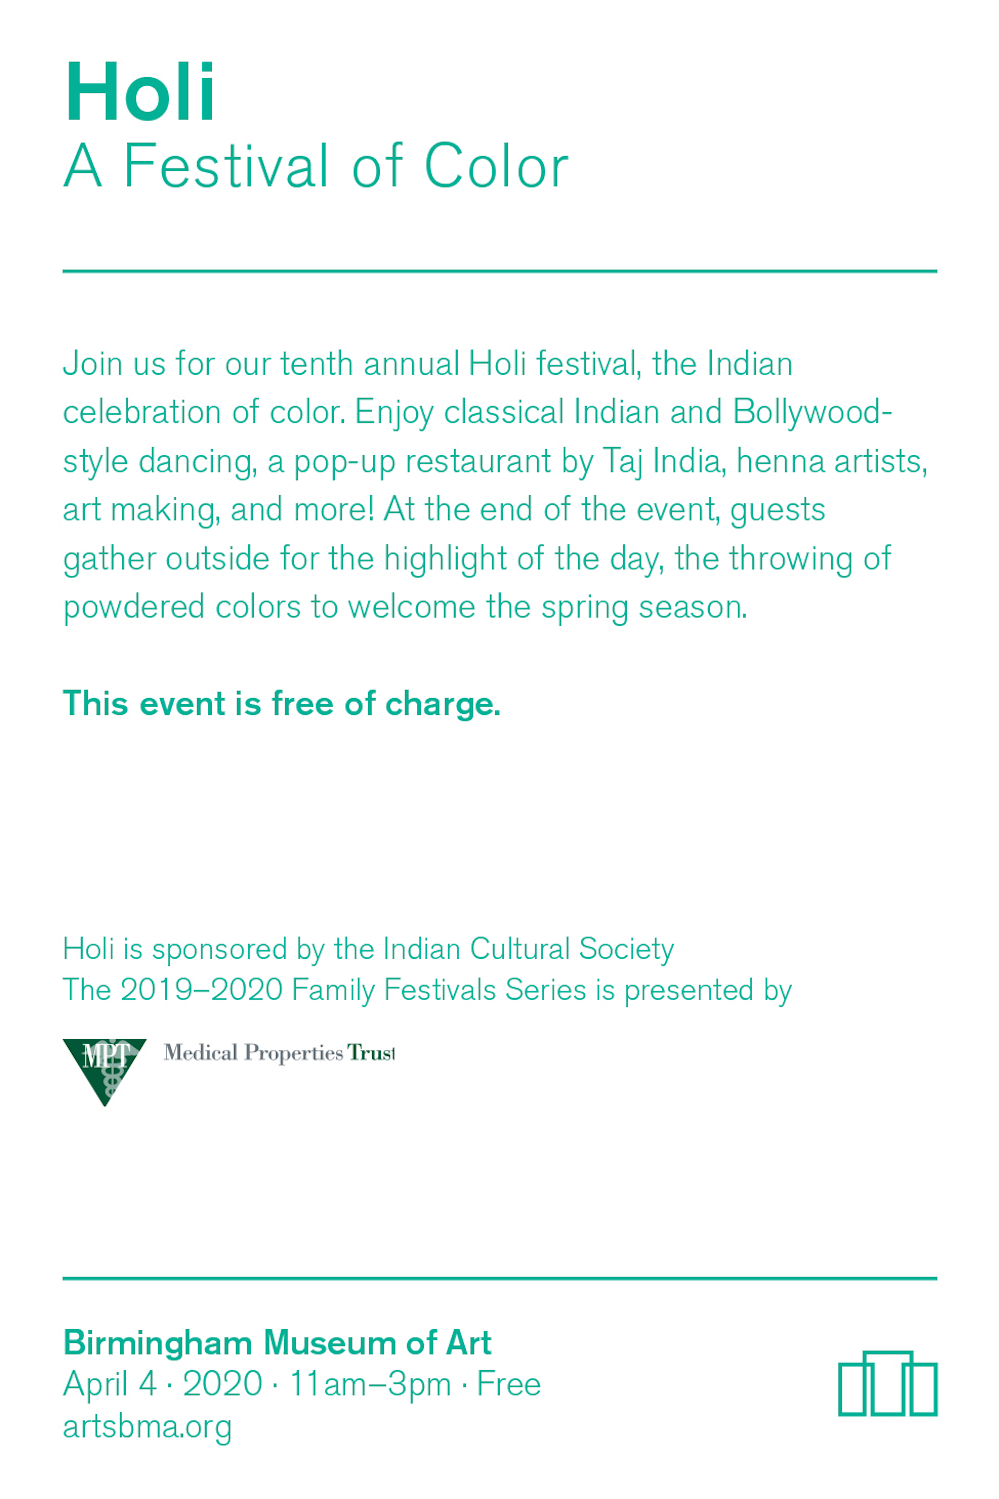 Holi
A Festival of Color
Join us for our tenth annual Holi festival, the Indian
celebration of color. Enjoy classical Indian and Bollywood-
style dancing, a pop-up restaurant by Taj India, henna artists,
art making, and more! At the end of the event, guests
gather outside for the highlight of the day, the throwing of
powdered colors to welcome the spring season.
This event is free of charge.
Holi is sponsored by the Indian Cultural Society
The 2019–2020 Family Festivals Series is presented by
MPT Medical Properties Trust
Birmingham Museum of Art
April 4 · 2020 · 11am–3pm · Free
artsbma.org